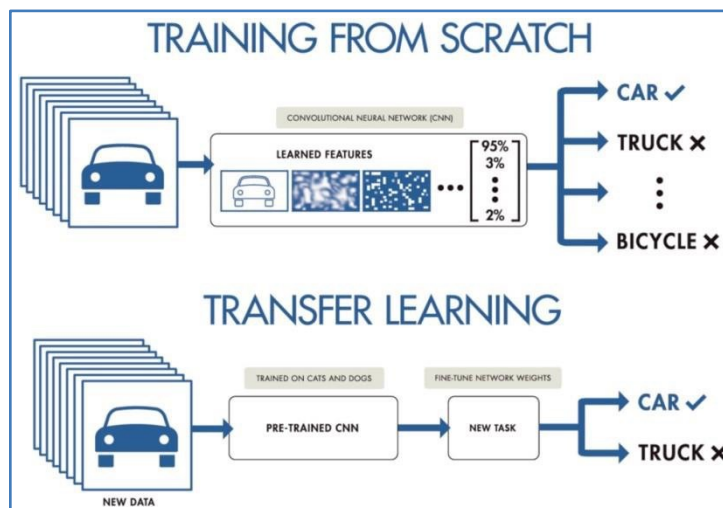 TRAINING FROM SCRATCH
CONVOLUTIONAL NEURAL NETWORK (CNN)
LEARNED FEATURES
95%
3%
2%
CAR ✓
TRUCK ✕
BICYCLE ✕
TRANSFER LEARNING
TRAINED ON CATS AND DOGS
FINE-TUNE NETWORK WEIGHTS
PRE-TRAINED CNN
NEW TASK
CAR ✓
TRUCK ✕
NEW DATA